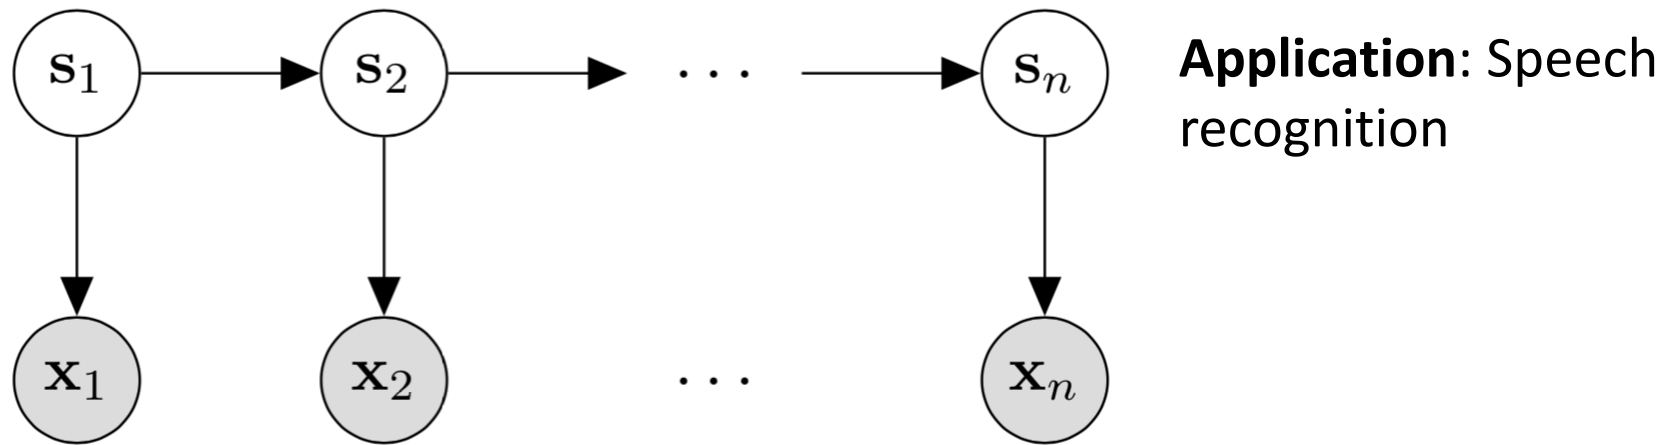 s₁ s₂ ··· sₙ
Application: Speech
recognition
x₁ x₂ ··· xₙ